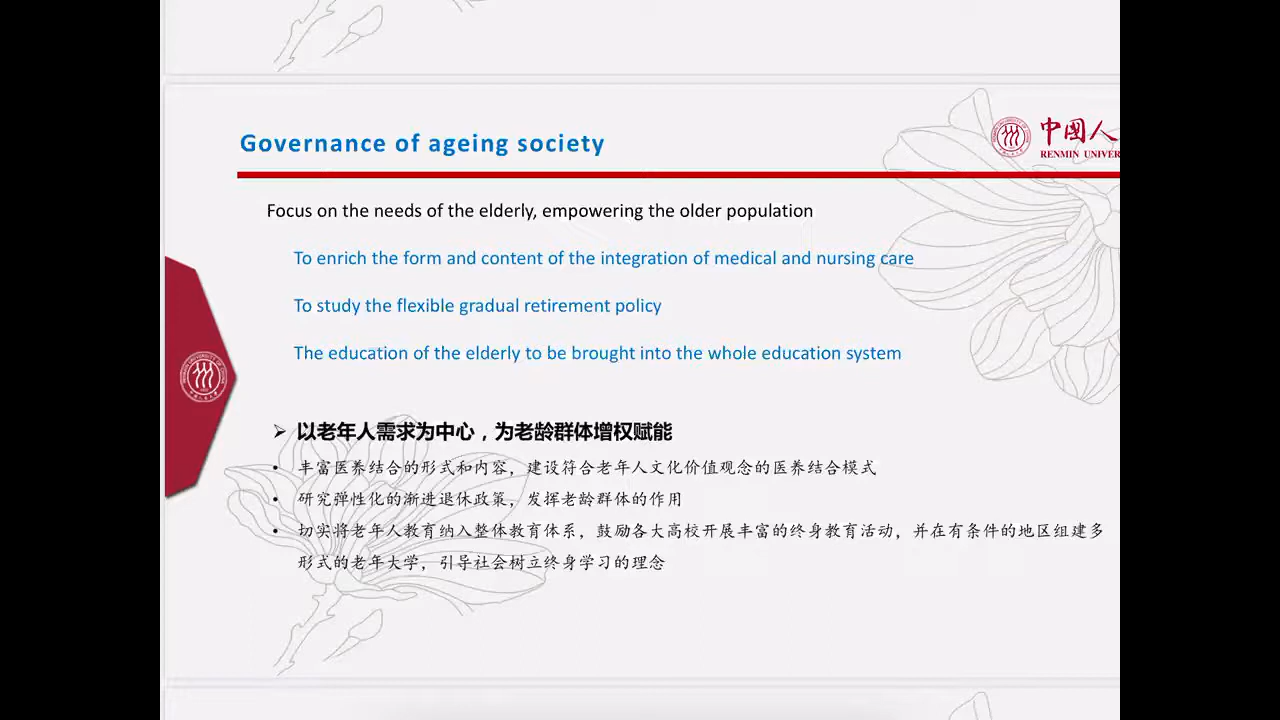 Governance of ageing society
中國人
RENMIN UNIVER
Focus on the needs of the elderly, empowering the older population
To enrich the form and content of the integration of medical and nursing care
To study the flexible gradual retirement policy
The education of the elderly to be brought into the whole education system
➢ 以老年人需求为中心，为老龄群体增权赋能
• 丰富医养结合的形式和内容，建设符合老年人文化价值观念的医养结合模式
• 研究弹性化的渐进退休政策，发挥老龄群体的作用
• 切实将老年人教育纳入整体教育体系，鼓励各大高校开展丰富的终身教育活动，并在有条件的地区组建多
形式的老年大学，引导社会树立终身学习的理念